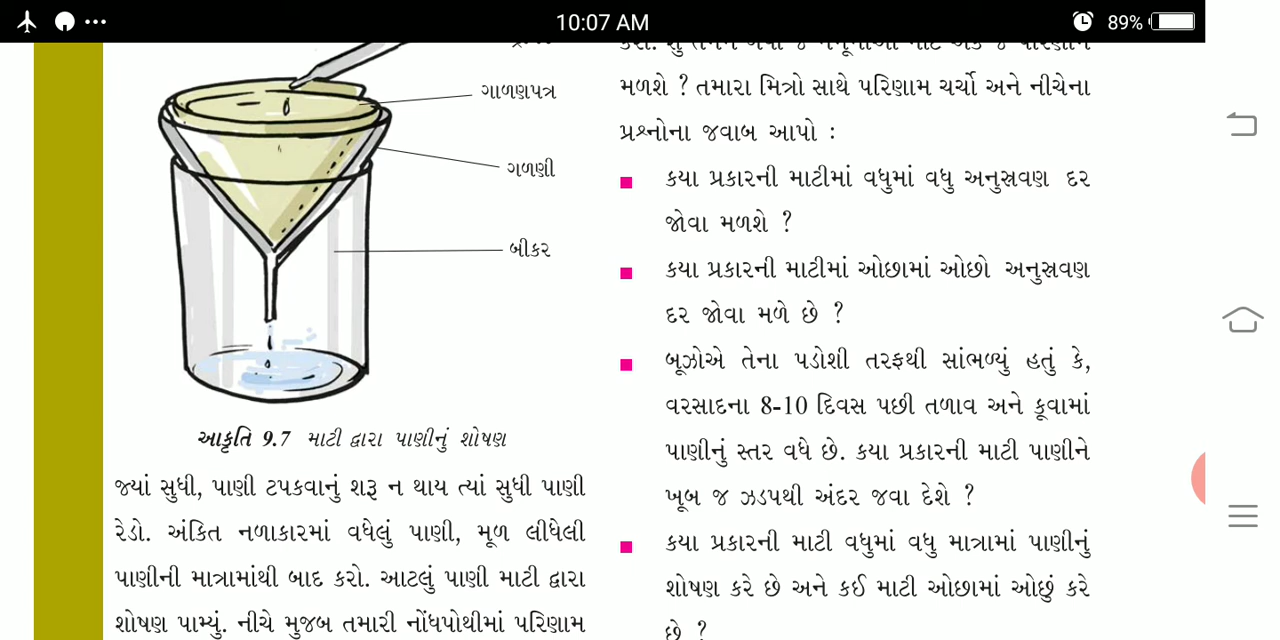 10:07 AM
89%
ગાળણપત્ર
ગળણી
બીકર
આકૃતિ 9.7 માટી દ્વારા પાણીનું શોષણ
જ્યાં સુધી, પાણી ટપકવાનું શરૂ ન થાય ત્યાં સુધી પાણી
રેડો. અંકિત નળાકારમાં વધેલું પાણી, મૂળ લીધેલી
પાણીની માત્રામાંથી બાદ કરો. આટલું પાણી માટી દ્વારા
શોષણ પામ્યું. નીચે મુજબ તમારી નોંધપોથીમાં પરિણામ
મળશે ? તમારા મિત્રો સાથે પરિણામ ચર્ચો અને નીચેના
પ્રશ્નોના જવાબ આપો :
કયા પ્રકારની માટીમાં વધુમાં વધુ અનુસ્રવણ દર
જોવા મળશે ?
કયા પ્રકારની માટીમાં ઓછામાં ઓછો અનુસ્રવણ
દર જોવા મળે છે ?
બૂઝોએ તેના પડોશી તરફથી સાંભળ્યું હતું કે,
વરસાદના 8-10 દિવસ પછી તળાવ અને કૂવામાં
પાણીનું સ્તર વધે છે. કયા પ્રકારની માટી પાણીને
ખૂબ જ ઝડપથી અંદર જવા દેશે ?
કયા પ્રકારની માટી વધુમાં વધુ માત્રામાં પાણીનું
શોષણ કરે છે અને કઈ માટી ઓછામાં ઓછું કરે
છે ?